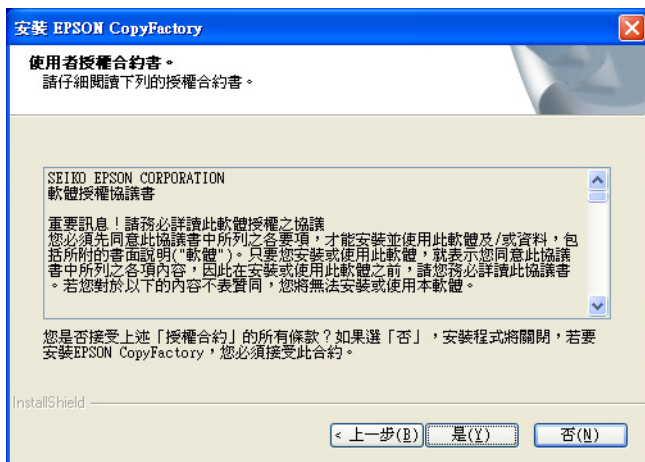 安裝 EPSON CopyFactory
使用者授權合約書。
請仔細閱讀下列的授權合約書。
SEIKO EPSON CORPORATION
軟體授權協議書
重要訊息！請務必詳讀此軟體授權之協議
您必須先同意此協議書中所列之各要項，才能安裝並使用此軟體及/或資料，包
括所附的書面說明("軟體")。只要您安裝或使用此軟體，就表示您同意此協議
書中所列之各項內容，因此在安裝或使用此軟體之前，請您務必詳讀此協議書
。若您對於以下的內容不表贊同，您將無法安裝或使用本軟體。
您是否接受上述「授權合約」的所有條款？如果選「否」，安裝程式將關閉，若要
安裝EPSON CopyFactory，您必須接受此合約。
InstallShield
< 上一步(B) 是(Y) 否(N)